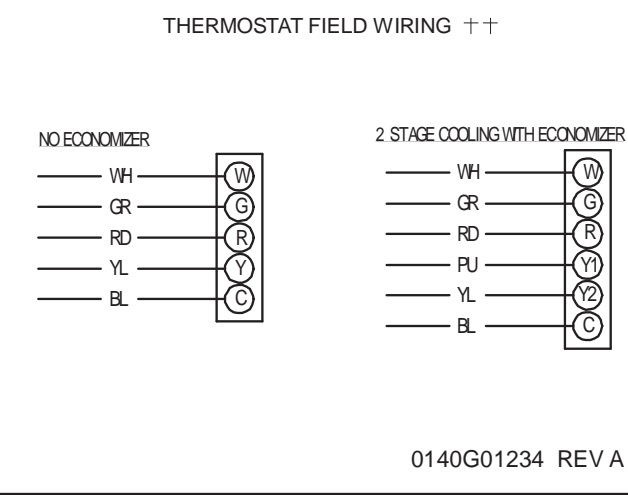 THERMOSTAT FIELD WIRING ††
NO ECONOMIZER
WH W
GR G
RD R
YL Y
BL C
2 STAGE COOLING WITH ECONOMIZER
WH W
GR G
RD R
PU Y1
YL Y2
BL C
0140G01234 REV A